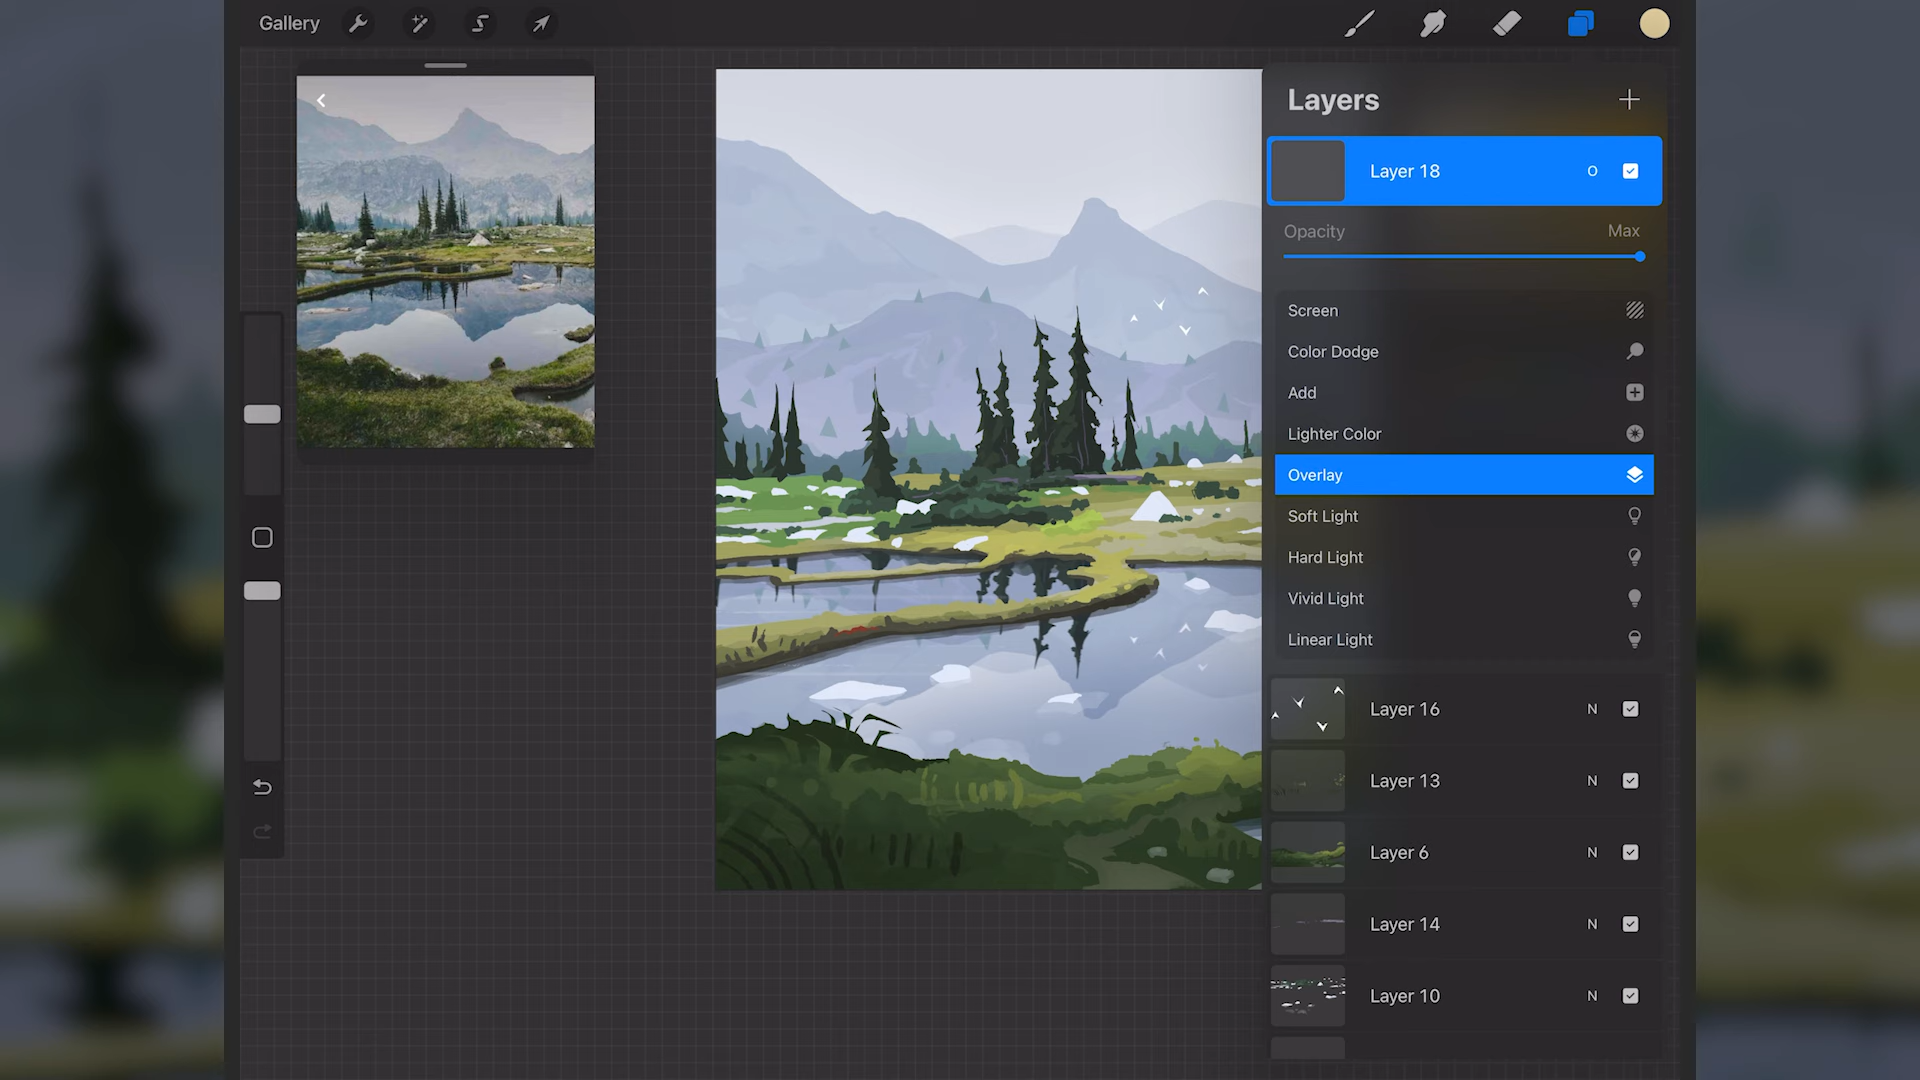 Gallery
Layers
Layer 18 O
Opacity Max
Screen
Color Dodge
Add
Lighter Color
Overlay
Soft Light
Hard Light
Vivid Light
Linear Light
Layer 16 N
Layer 13 N
Layer 6 N
Layer 14 N
Layer 10 N